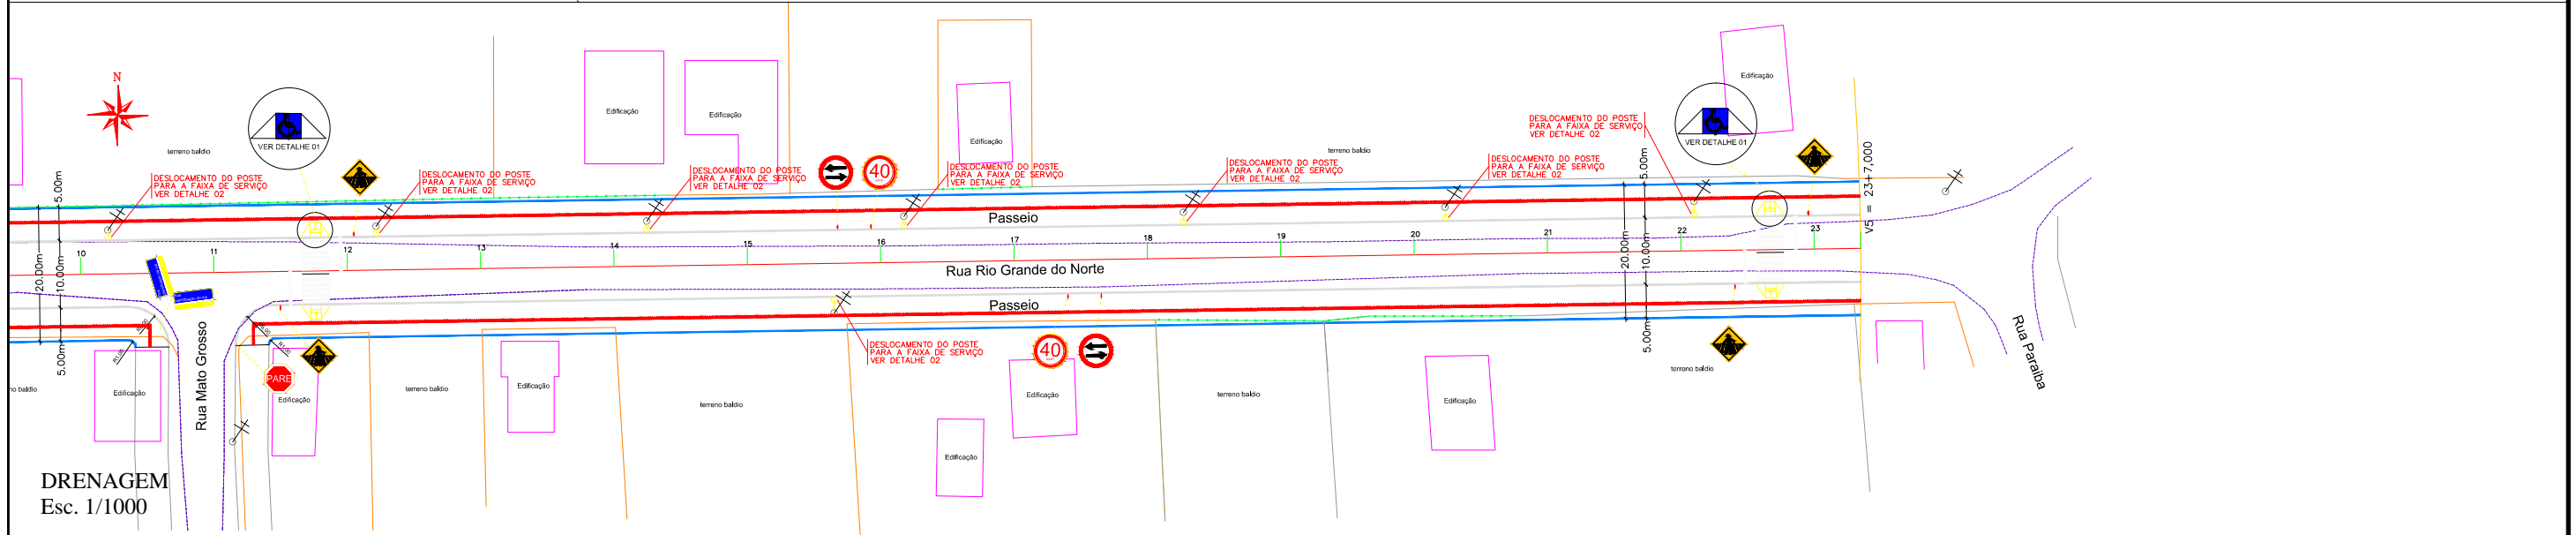 N
VER DETALHE 01
terreno baldio
DESLOCAMENTO DO POSTE
PARA A FAIXA DE SERVIÇO
VER DETALHE 02
DESLOCAMENTO DO POSTE
PARA A FAIXA DE SERVIÇO
VER DETALHE 02
Edificação
Edificação
DESLOCAMENTO DO POSTE
PARA A FAIXA DE SERVIÇO
VER DETALHE 02
40
Edificação
DESLOCAMENTO DO POSTE
PARA A FAIXA DE SERVIÇO
VER DETALHE 02
DESLOCAMENTO DO POSTE
PARA A FAIXA DE SERVIÇO
VER DETALHE 02
terreno baldio
DESLOCAMENTO DO POSTE
PARA A FAIXA DE SERVIÇO
VER DETALHE 02
DESLOCAMENTO DO POSTE
PARA A FAIXA DE SERVIÇO
VER DETALHE 02
Edificação
VER DETALHE 01
V5 = 23+7,000
5.00m
10.00m
20.00m
5.00m
5.00m
10.00m
20.00m
5.00m
Passeio
10
11
12
13
14
15
16
17
18
19
20
21
22
23
Rua Rio Grande do Norte
Passeio
Rua Mato Grosso
Rua Paraiba
DESLOCAMENTO DO POSTE
PARA A FAIXA DE SERVIÇO
VER DETALHE 02
40
PARE
no baldio
Edificação
Edificação
terreno baldio
Edificação
terreno baldio
Edificação
Edificação
terreno baldio
Edificação
terreno baldio
DRENAGEM
Esc. 1/1000